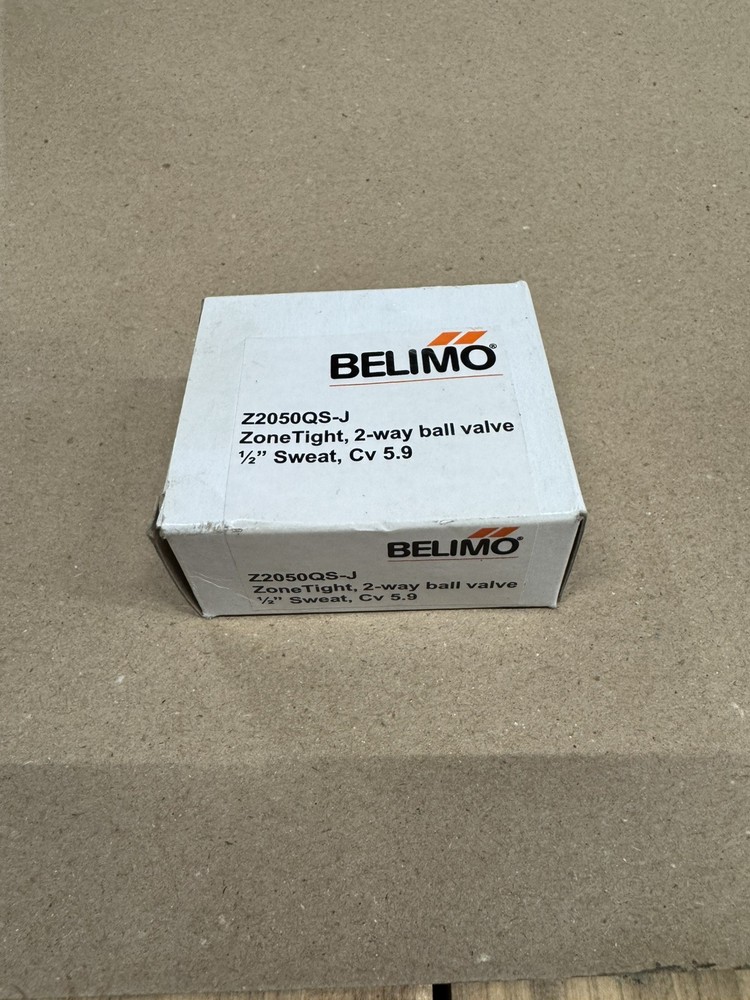 BELIMO®
Z2050QS-J
ZoneTight, 2-way ball valve
½” Sweat, Cv 5.9
BELIMO®
Z2050QS-J
ZoneTight, 2-way ball valve
½” Sweat, Cv 5.9